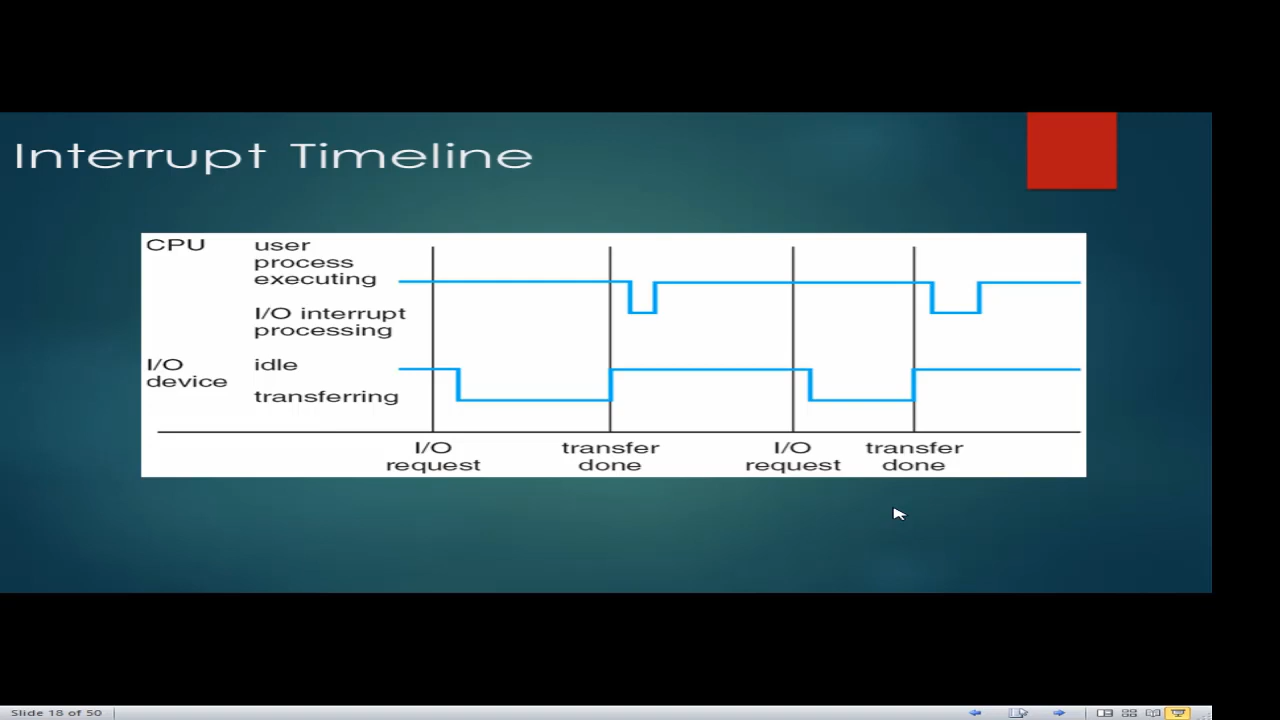 Interrupt Timeline
CPU
user
process
executing
I/O interrupt
processing
I/O
device
idle
transferring
I/O
request
transfer
done
I/O
request
transfer
done
Slide 18 of 50